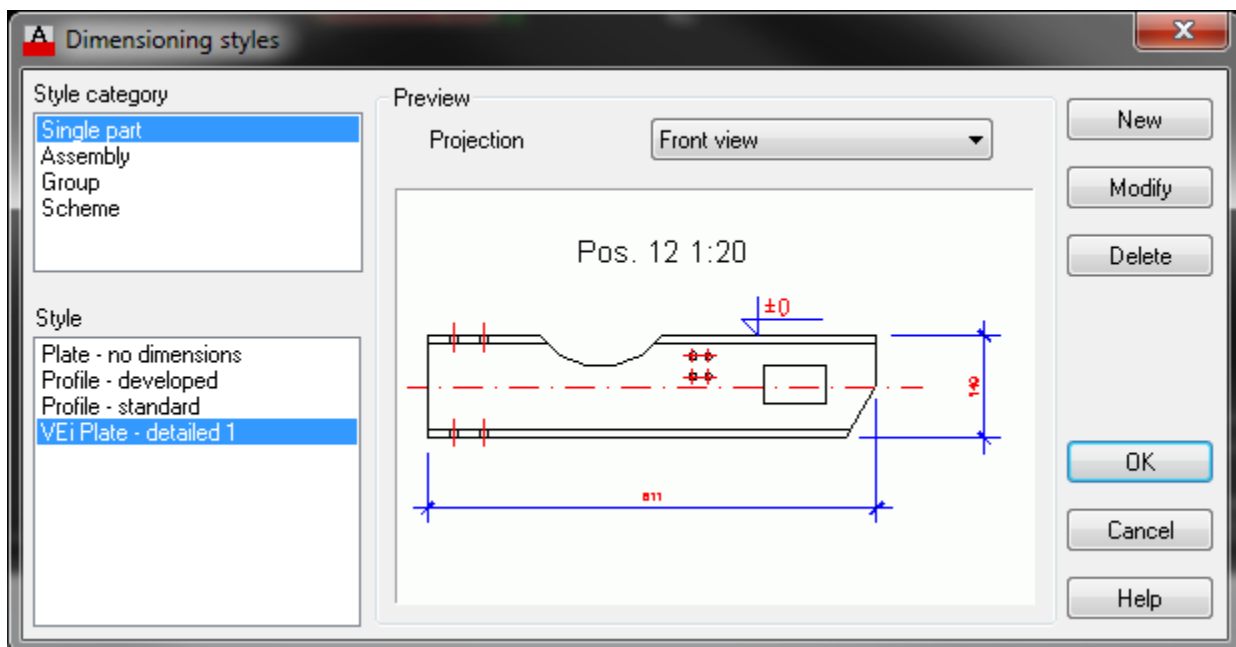 Dimensioning styles
Style category
Single part
Assembly
Group
Scheme
Style
Plate - no dimensions
Profile - developed
Profile - standard
VEi Plate - detailed 1
Preview
Projection
Front view
Pos. 12 1:20
±0
811
New
Modify
Delete
OK
Cancel
Help